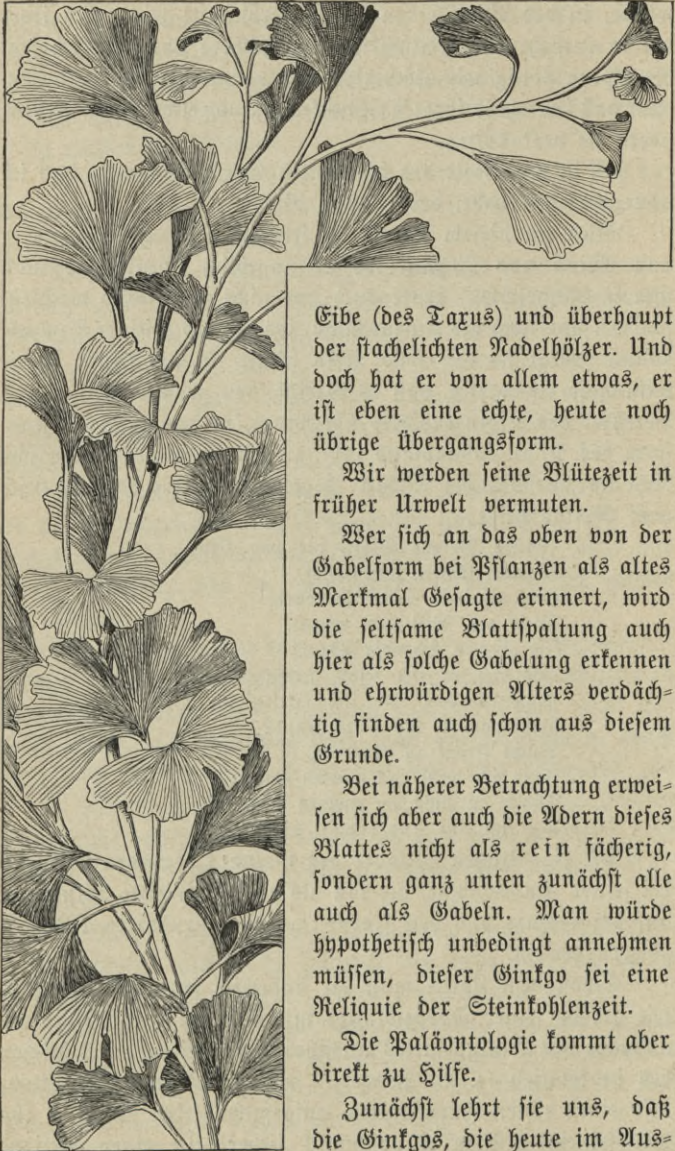 Eibe (des Taxus) und überhaupt
der stachelichten Nadelhölzer. Und
doch hat er von allem etwas, er
ist eben eine echte, heute noch
übrige Übergangsform.
Wir werden seine Blütezeit in
früher Urwelt vermuten.
Wer sich an das oben von der
Gabelform bei Pflanzen als altes
Merkmal Gesagte erinnert, wird
die seltsame Blattspaltung auch
hier als solche Gabelung erkennen
und ehrwürdigen Alters verdäch-
tig finden auch schon aus diesem
Grunde.
Bei näherer Betrachtung erwei-
sen sich aber auch die Adern dieses
Blattes nicht als rein fächerig,
sondern ganz unten zunächst alle
auch als Gabeln. Man würde
hypothetisch unbedingt annehmen
müssen, dieser Ginkgo sei eine
Reliquie der Steinkohlenzeit.
Die Paläontologie kommt aber
direkt zu Hilfe.
Zunächst lehrt sie uns, daß
die Ginkgos, die heute im Aus-